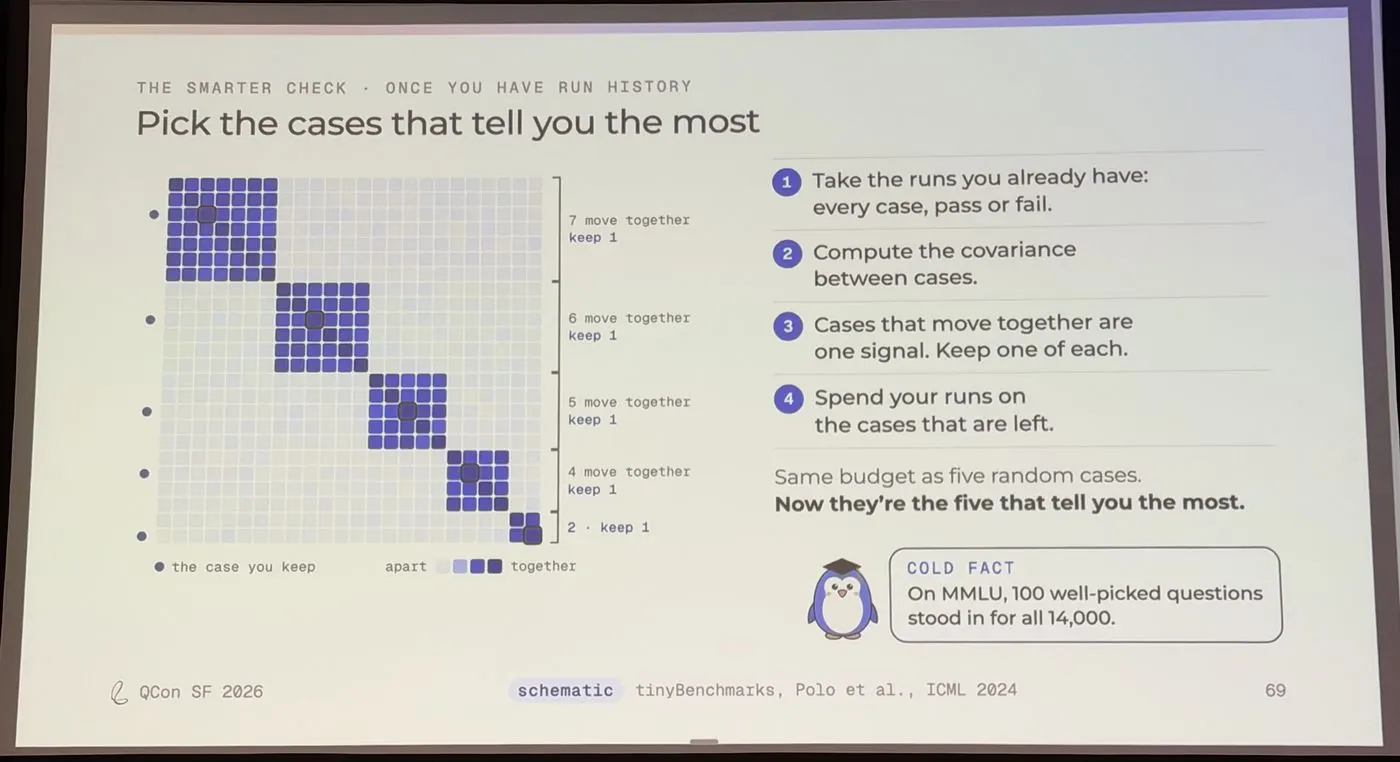 THE SMARTER CHECK · ONCE YOU HAVE RUN HISTORY
Pick the cases that tell you the most
7 move together
keep 1
6 move together
keep 1
5 move together
keep 1
4 move together
keep 1
2 · keep 1
the case you keep
apart
together
1
Take the runs you already have:
every case, pass or fail.
2
Compute the covariance
between cases.
3
Cases that move together are
one signal. Keep one of each.
4
Spend your runs on
the cases that are left.
Same budget as five random cases.
Now they’re the five that tell you the most.
COLD FACT
On MMLU, 100 well-picked questions
stood in for all 14,000.
QCon SF 2026
schematic
tinyBenchmarks, Polo et al., ICML 2024
69